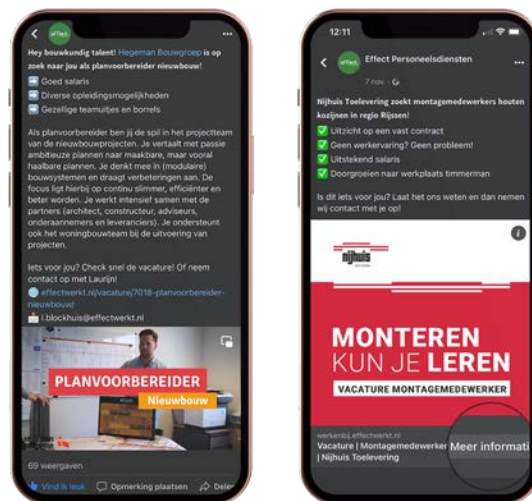 effect.
Hey bouwkundig talent! Hegeman Bouwgroep is op
zoek naar jou als planvoorbereider nieuwbouw!
➡️ Goed salaris
➡️ Diverse opleidingsmogelijkheden
➡️ Gezellige teamuitjes en borrels
Als planvoorbereider ben jij de spil in het projectteam
van de nieuwbouwprojecten. Je vertaalt met passie
ambitieuze plannen naar maakbare, maar vooral
haalbare plannen. Je denkt mee in (modulaire)
bouwsystemen en draagt verbeteringen aan. De
focus ligt hierbij op continu slimmer, efficiënter en
beter worden. Je werkt intensief samen met de
partners (architect, constructeur, adviseurs,
onderaannemers en leveranciers). Je ondersteunt
ook het woningbouwteam bij de uitvoering van
projecten.
Iets voor jou? Check snel de vacature! Of neem
contact op met Laurijn!
effectwerkt.nl/vacature/7018-planvoorbereider-
nieuwbouw/
l.blockhuis@effectwerkt.nl
PLANVOORBEREIDER
Nieuwbouw
69 weergaven
Vind ik leuk Opmerking plaatsen Delen
12:11
effect.
Effect Personeelsdiensten
7 nov.
Nijhuis Toelevering zoekt montagemedewerkers houten
kozijnen in regio Rijssen!
✅ Uitzicht op een vast contract
✅ Geen werkervaring? Geen probleem!
✅ Uitstekend salaris
✅ Doorgroeien naar werkplaats timmerman
Is dit iets voor jou? Laat het ons weten en dan nemen
wij contact met je op!
nijhuis
MONTEREN
KUN JE LEREN
VACATURE MONTAGEMEDEWERKER
werkenbij.effectwerkt.nl
Vacature | Montagemedewerker
| Nijhuis Toelevering
Meer informati